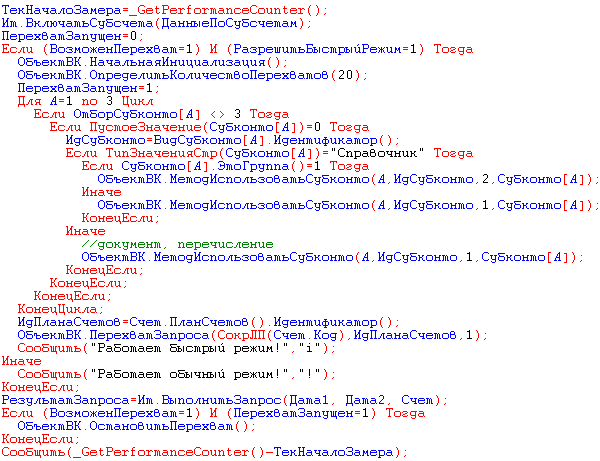 ТекНачалоЗамера=_GetPerformanceCounter();
Ит.ВключатьСубсчета(ДанныеПоСубсчетам);
ПерехватЗапущен=0;
Если (ВозможенПерехват=1) И (РазрешитьБыстрыйРежим=1) Тогда
ОбъектВК.НачальнаяИнициализация();
ОбъектВК.ОпределитьКоличествоПерехватов(20);
ПерехватЗапущен=1;
Для А=1 по 3 Цикл
Если ОтборСубконто[А] <> 3 Тогда
Если ПустоеЗначение(Субконто[А])=0 Тогда
ИдСубконто=ВидСубконто[А].Идентификатор();
Если ТипЗначенияСтр(Субконто[А])="Справочник" Тогда
Если Субконто[А].ЭтоГруппа()=1 Тогда
ОбъектВК.МетодИспользоватьСубконто(А,ИдСубконто,2,Субконто[А]);
Иначе
ОбъектВК.МетодИспользоватьСубконто(А,ИдСубконто,1,Субконто[А]);
КонецЕсли;
Иначе
//документ, перечисление
ОбъектВК.МетодИспользоватьСубконто(А,ИдСубконто,1,Субконто[А]);
КонецЕсли;
КонецЕсли;
КонецЕсли;
КонецЦикла;
ИдПланаСчетов=Счет.ПланСчетов().Идентификатор();
ОбъектВК.ПерехватЗапроса(СокрЛП(Счет.Код),ИдПланаСчетов,1);
Сообщить("Работает быстрый режим!","i");
Иначе
Сообщить("Работает обычный режим!","!");
КонецЕсли;
РезультатЗапроса=Ит.ВыполнитьЗапрос(Дата1, Дата2, Счет);
Если (ВозможенПерехват=1) И (ПерехватЗапущен=1) Тогда
ОбъектВК.ОстановитьПерехват();
КонецЕсли;
Сообщить(_GetPerformanceCounter()-ТекНачалоЗамера);